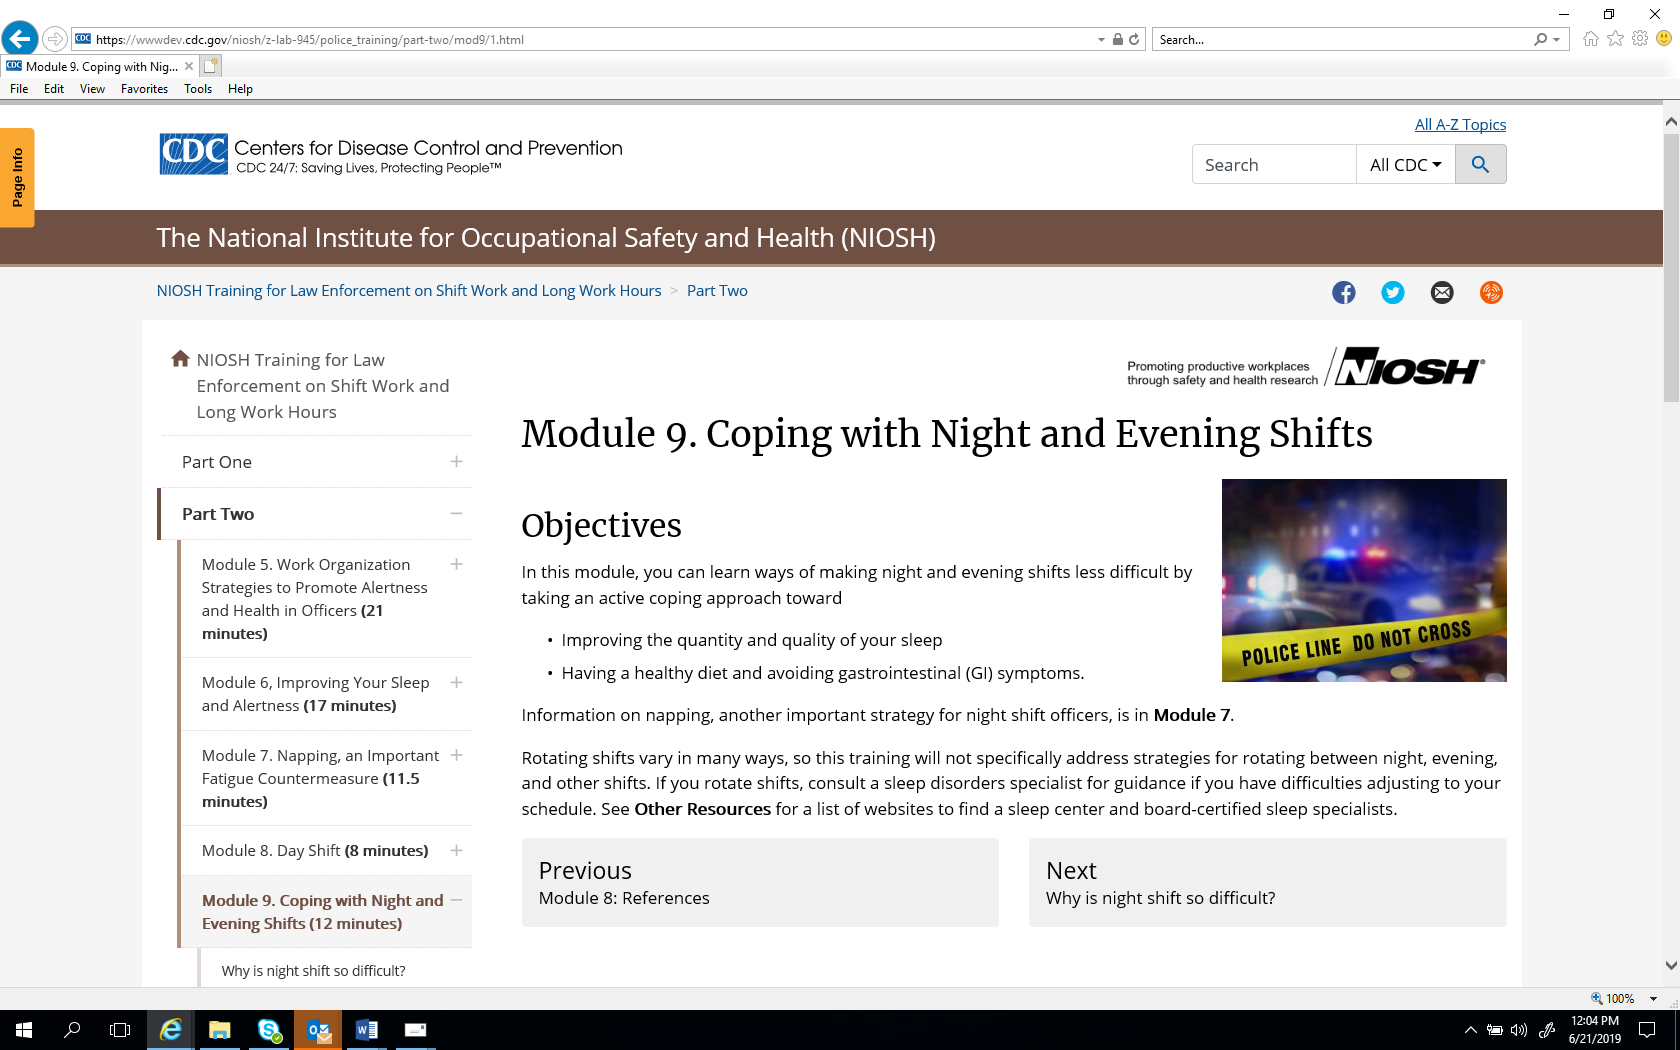 https://wwwdev.cdc.gov/niosh/z-lab-945/police_training/part-two/mod9/1.html
Search...
CDC Module 9. Coping with Nig...
File Edit View Favorites Tools Help
Page Info
All A-Z Topics
CDC Centers for Disease Control and Prevention
CDC 24/7: Saving Lives, Protecting People™
Search All CDC
The National Institute for Occupational Safety and Health (NIOSH)
NIOSH Training for Law Enforcement on Shift Work and Long Work Hours > Part Two
NIOSH Training for Law
Enforcement on Shift Work and
Long Work Hours
Part One
Part Two
Module 5. Work Organization
Strategies to Promote Alertness
and Health in Officers (21
minutes)
Module 6, Improving Your Sleep
and Alertness (17 minutes)
Module 7. Napping, an Important
Fatigue Countermeasure (11.5
minutes)
Module 8. Day Shift (8 minutes)
Module 9. Coping with Night and
Evening Shifts (12 minutes)
Why is night shift so difficult?
Promoting productive workplaces
through safety and health research
NIOSH®
Module 9. Coping with Night and Evening Shifts
Objectives
In this module, you can learn ways of making night and evening shifts less difficult by
taking an active coping approach toward
• Improving the quantity and quality of your sleep
• Having a healthy diet and avoiding gastrointestinal (GI) symptoms.
POLICE LINE DO NOT CROSS
Information on napping, another important strategy for night shift officers, is in Module 7.
Rotating shifts vary in many ways, so this training will not specifically address strategies for rotating between night, evening,
and other shifts. If you rotate shifts, consult a sleep disorders specialist for guidance if you have difficulties adjusting to your
schedule. See Other Resources for a list of websites to find a sleep center and board-certified sleep specialists.
Previous
Module 8: References
Next
Why is night shift so difficult?
100%
12:04 PM
6/21/2019